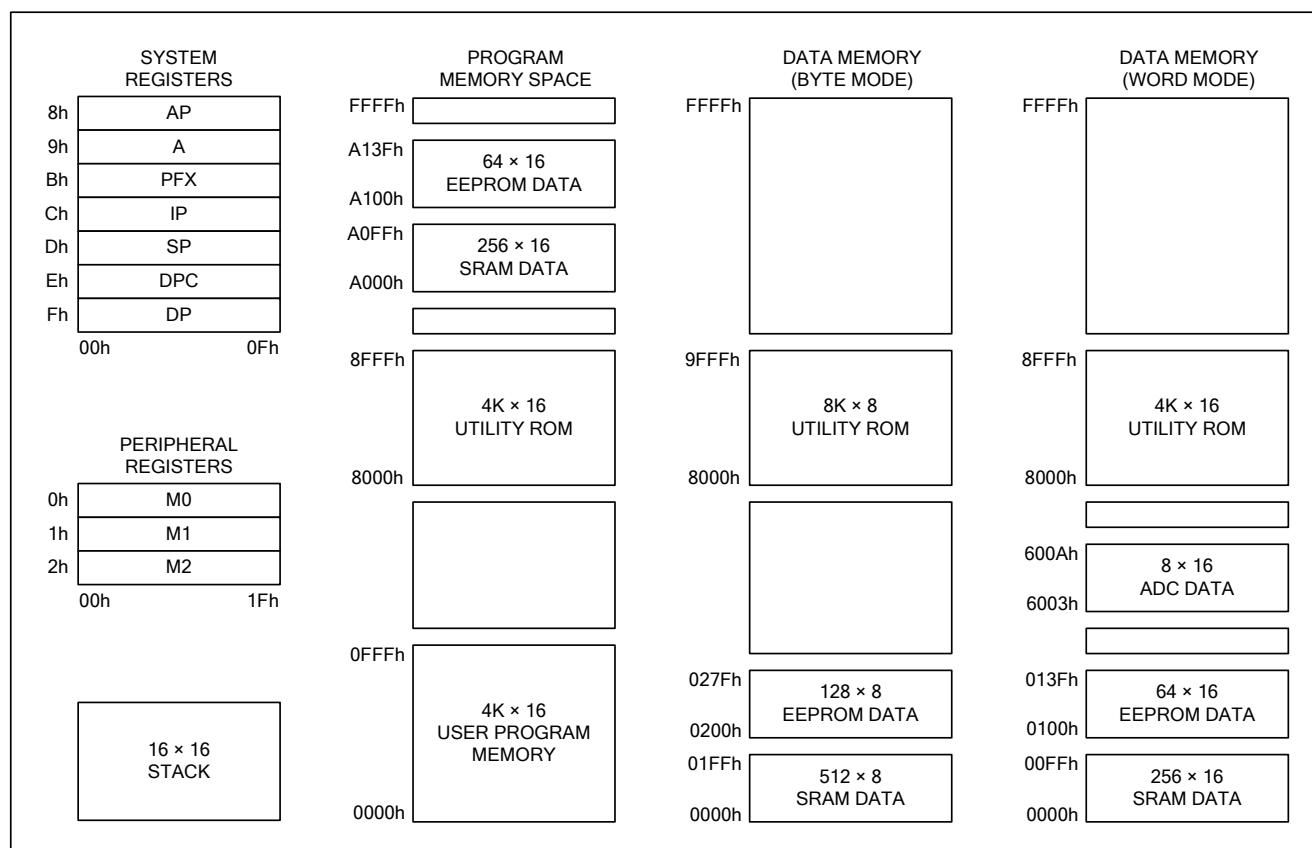 SYSTEM
REGISTERS
8h AP
9h A
Bh PFX
Ch IP
Dh SP
Eh DPC
Fh DP
00h 0Fh
PERIPHERAL
REGISTERS
0h M0
1h M1
2h M2
00h 1Fh
16 × 16
STACK
PROGRAM
MEMORY SPACE
FFFFh
A13Fh
64 × 16
EEPROM DATA
A100h
A0FFh
256 × 16
SRAM DATA
A000h
8FFFh
4K × 16
UTILITY ROM
8000h
0FFFh
4K × 16
USER PROGRAM
MEMORY
0000h
DATA MEMORY
(BYTE MODE)
FFFFh
9FFFh
8K × 8
UTILITY ROM
8000h
027Fh
128 × 8
EEPROM DATA
0200h
01FFh
512 × 8
SRAM DATA
0000h
DATA MEMORY
(WORD MODE)
FFFFh
8FFFh
4K × 16
UTILITY ROM
8000h
600Ah
8 × 16
ADC DATA
6003h
013Fh
64 × 16
EEPROM DATA
0100h
00FFh
256 × 16
SRAM DATA
0000h